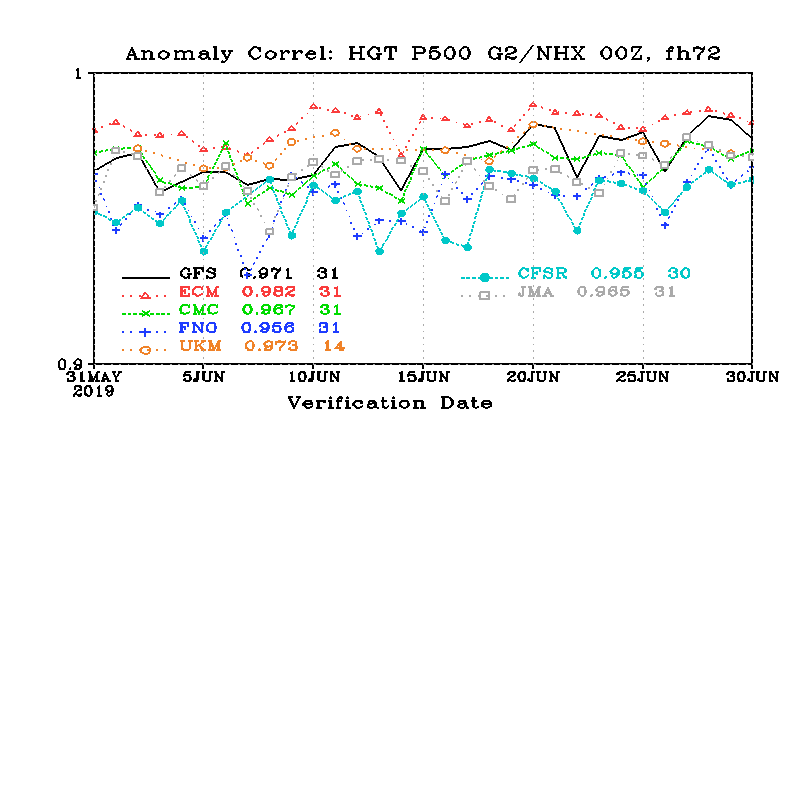 Anomaly Correl: HGT P500 G2/NHX 00Z, fh72
1
GFS 0.971 31
ECM 0.982 31
CMC 0.967 31
FNO 0.956 31
UKM 0.973 14
CFSR 0.955 30
JMA 0.965 31
0.9
31MAY 5JUN 10JUN 15JUN 20JUN 25JUN 30JUN
2019
Verification Date